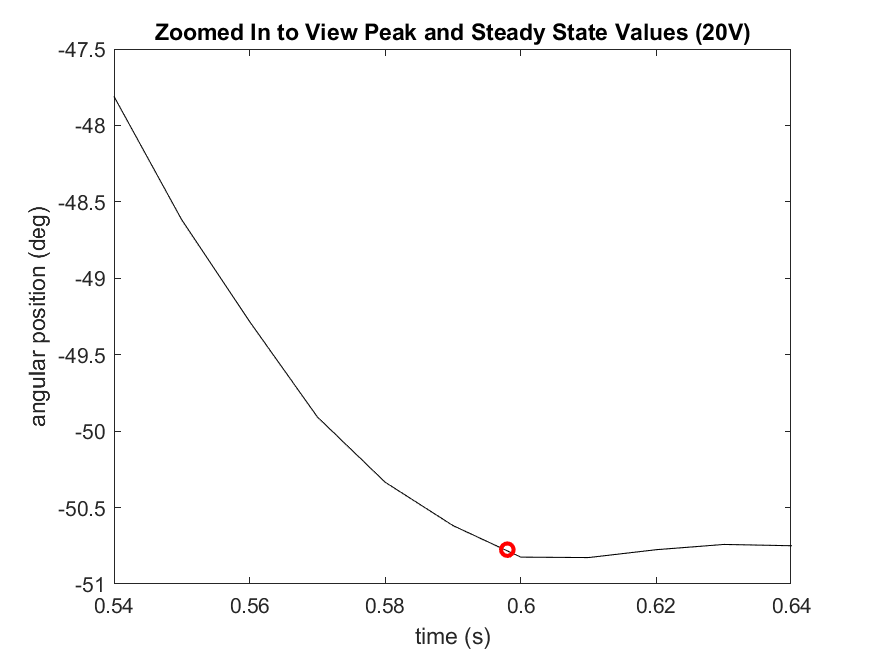 Zoomed In to View Peak and Steady State Values (20V)
-47.5
-48
-48.5
-49
-49.5
-50
-50.5
-51
angular position (deg)
0.54 0.56 0.58 0.6 0.62 0.64
time (s)